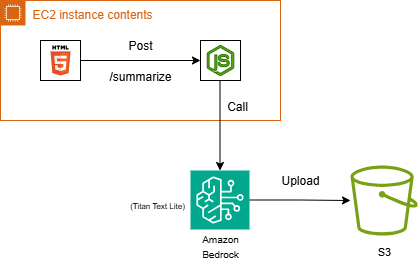 EC2 instance contents
HTML
5
Post
/summarize
JS
Call
(Titan Text Lite)
Upload
Amazon
Bedrock
S3